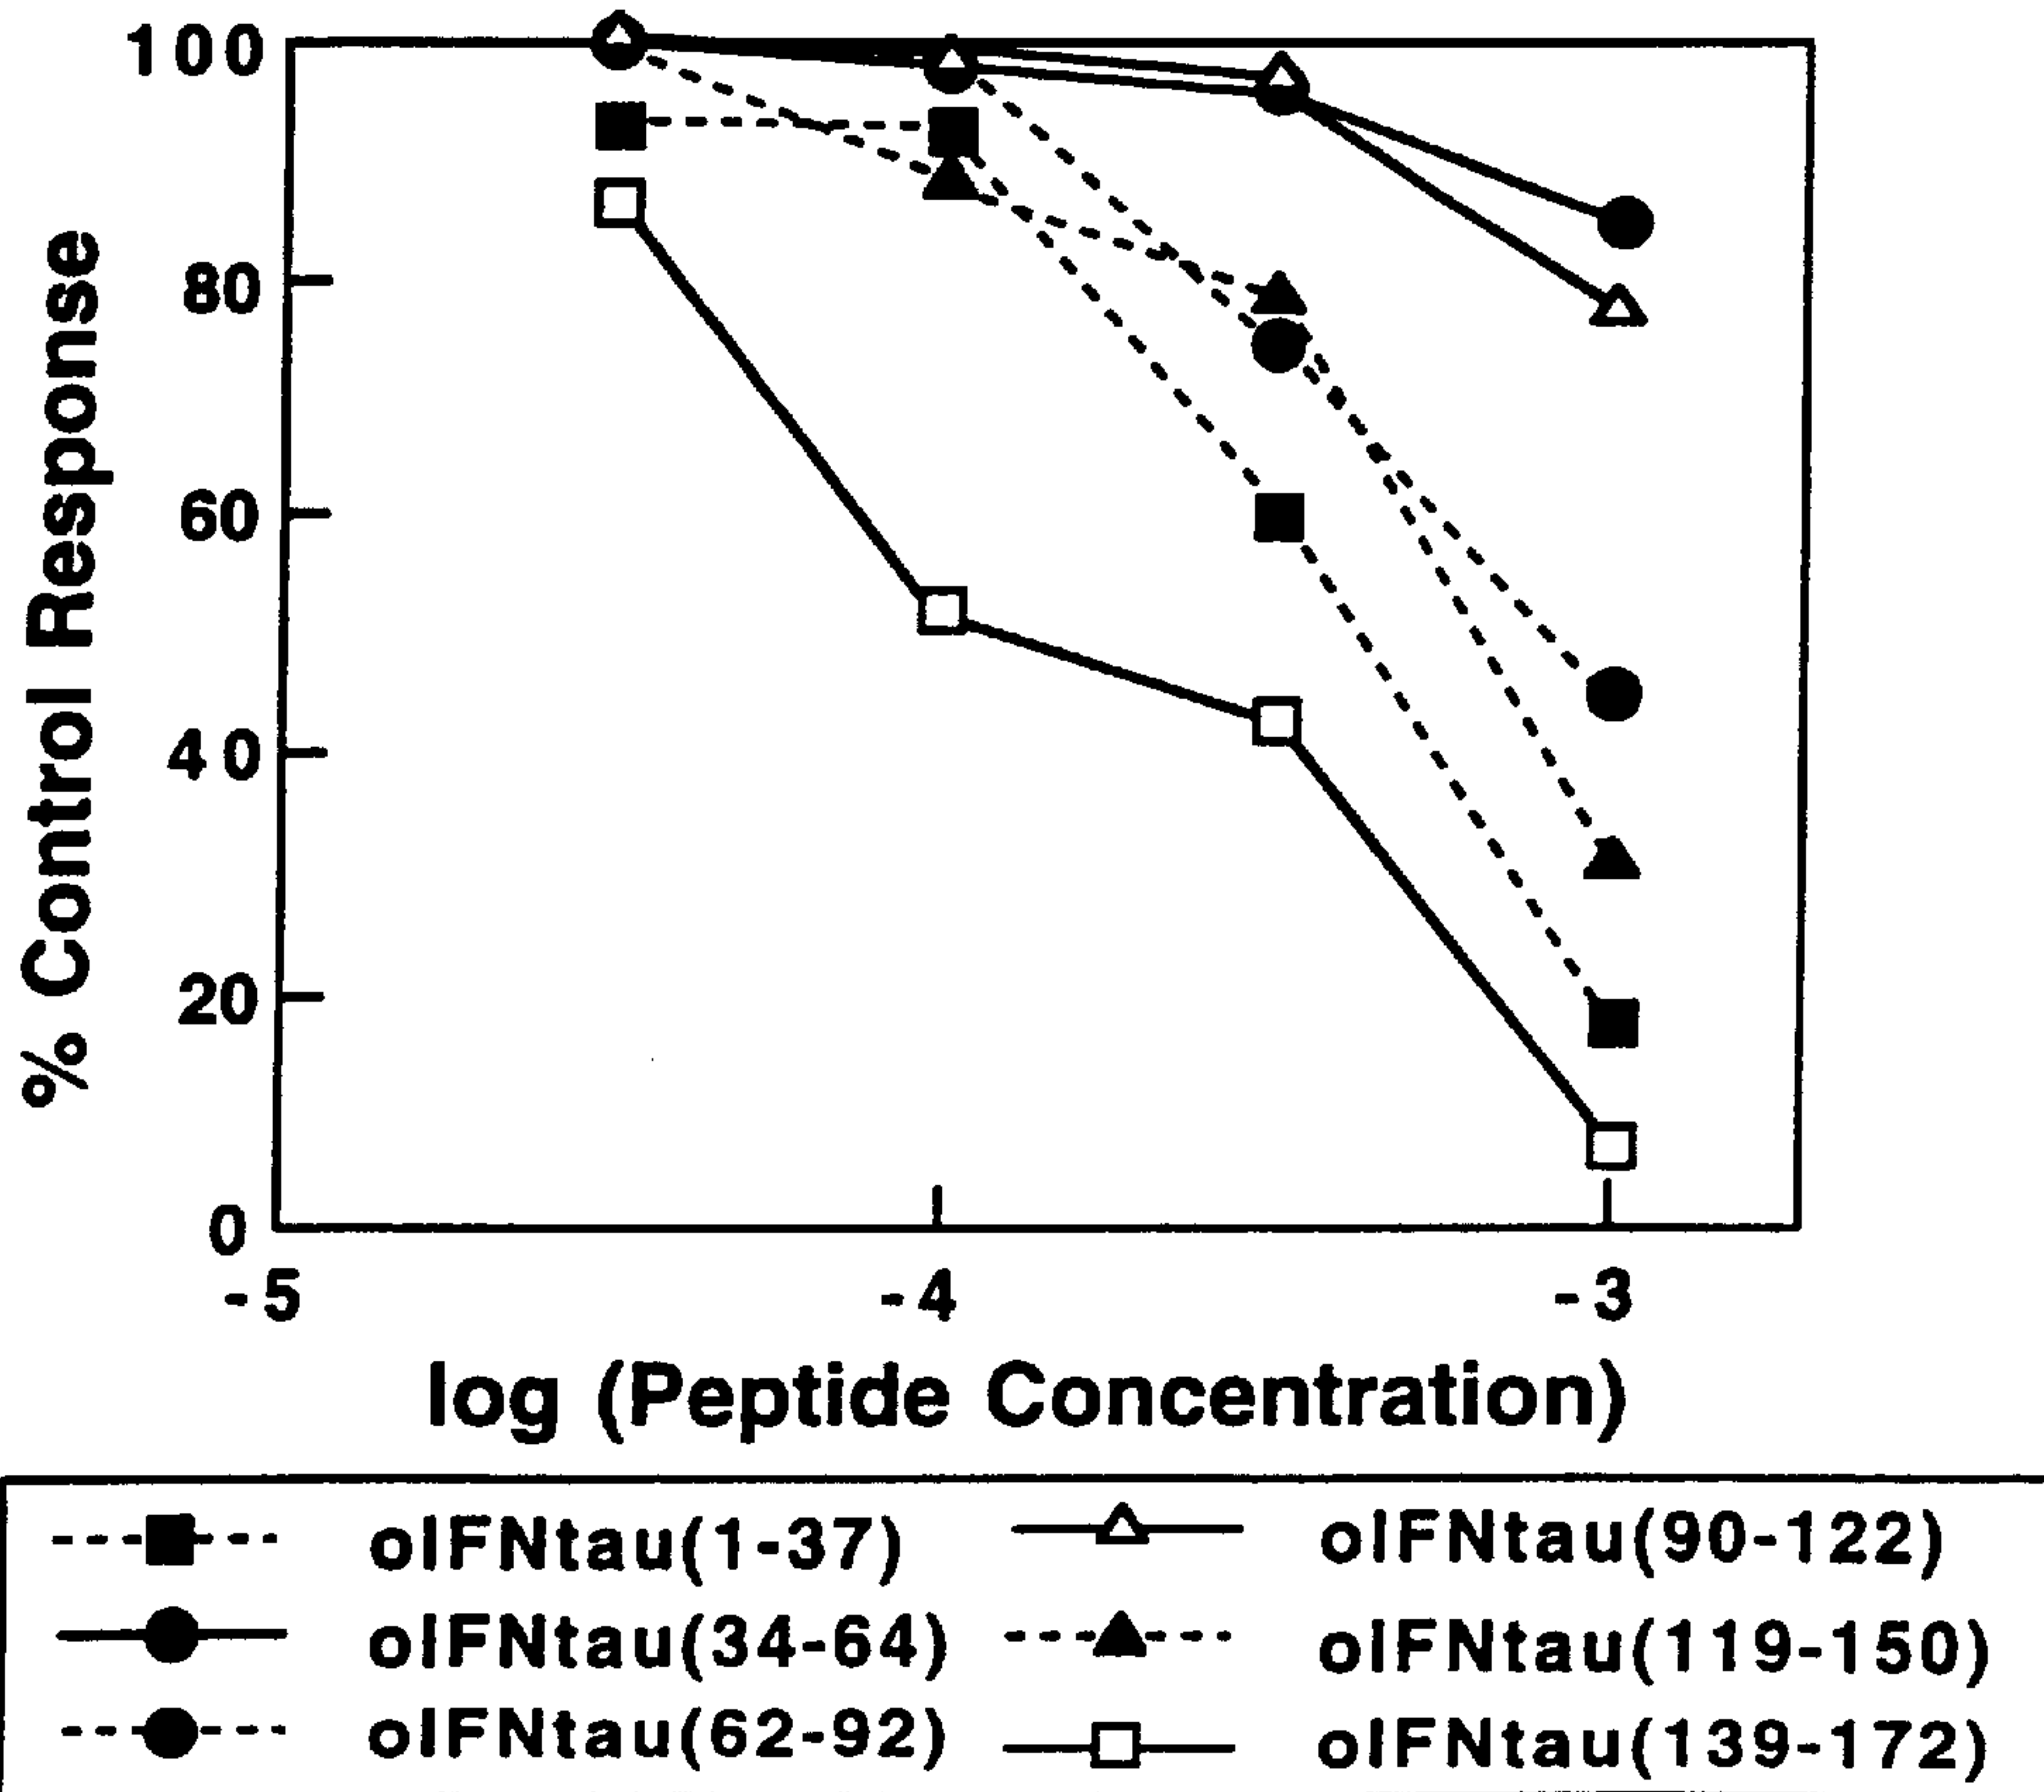 100
80
60
40
20
0
% Control Response
-5 -4 -3
log (Peptide Concentration)
oIFNtau(1-37) oIFNtau(90-122)
oIFNtau(34-64) oIFNtau(119-150)
oIFNtau(62-92) oIFNtau(139-172)